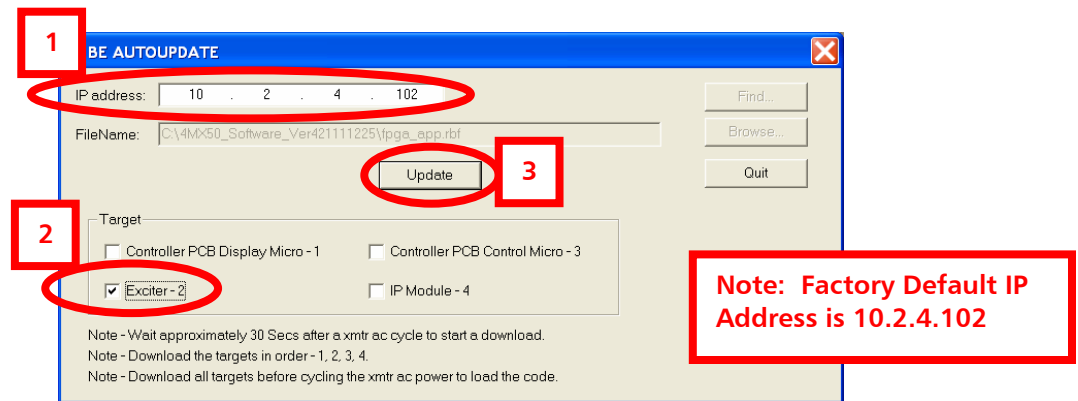 1
BE AUTOUPDATE
IP address: 10 . 2 . 4 . 102
Find...
FileName: C:\4MX50_Software_Ver421111225\fpga_app.rbf
Browse...
Update
3
Quit
2
Target
Controller PCB Display Micro - 1
Controller PCB Control Micro - 3
Exciter - 2
IP Module - 4
Note: Factory Default IP
Address is 10.2.4.102
Note - Wait approximately 30 Secs after a xmtr ac cycle to start a download.
Note - Download the targets in order - 1, 2, 3, 4.
Note - Download all targets before cycling the xmtr ac power to load the code.